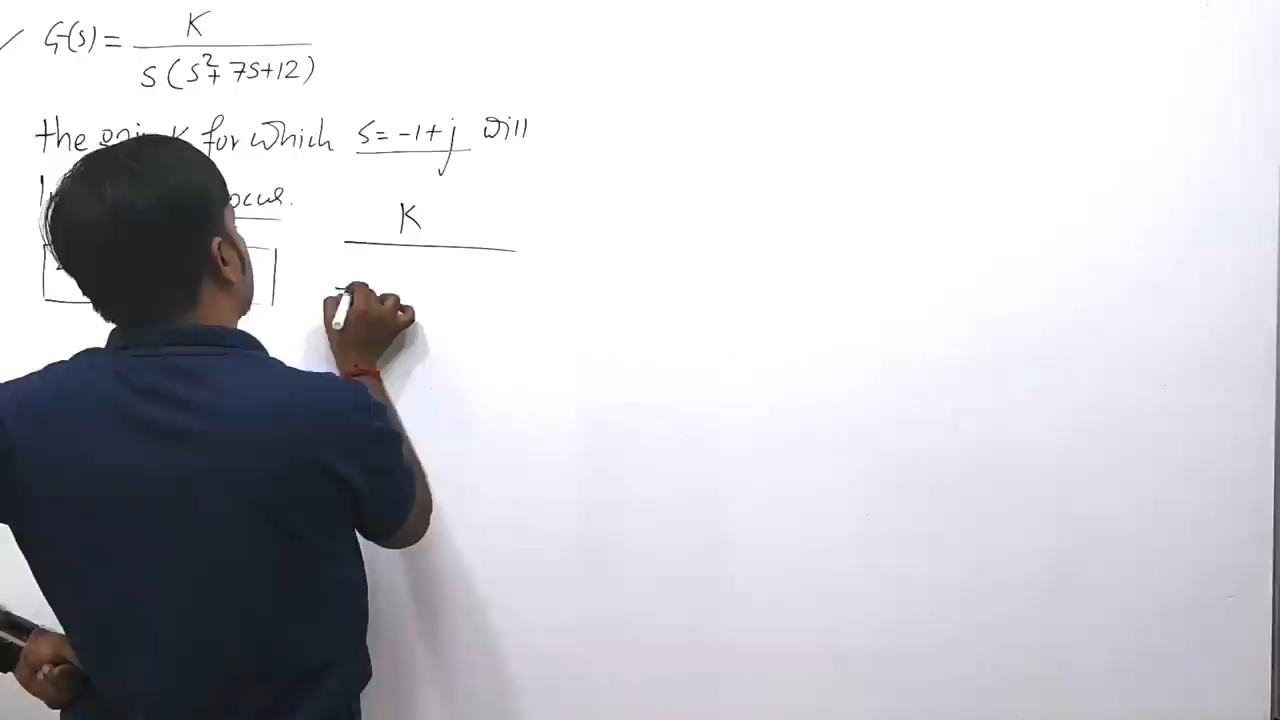 ✓ G(s) = K / s(s²+7s+12)
the K for which s = -1+j will
ocus.
K